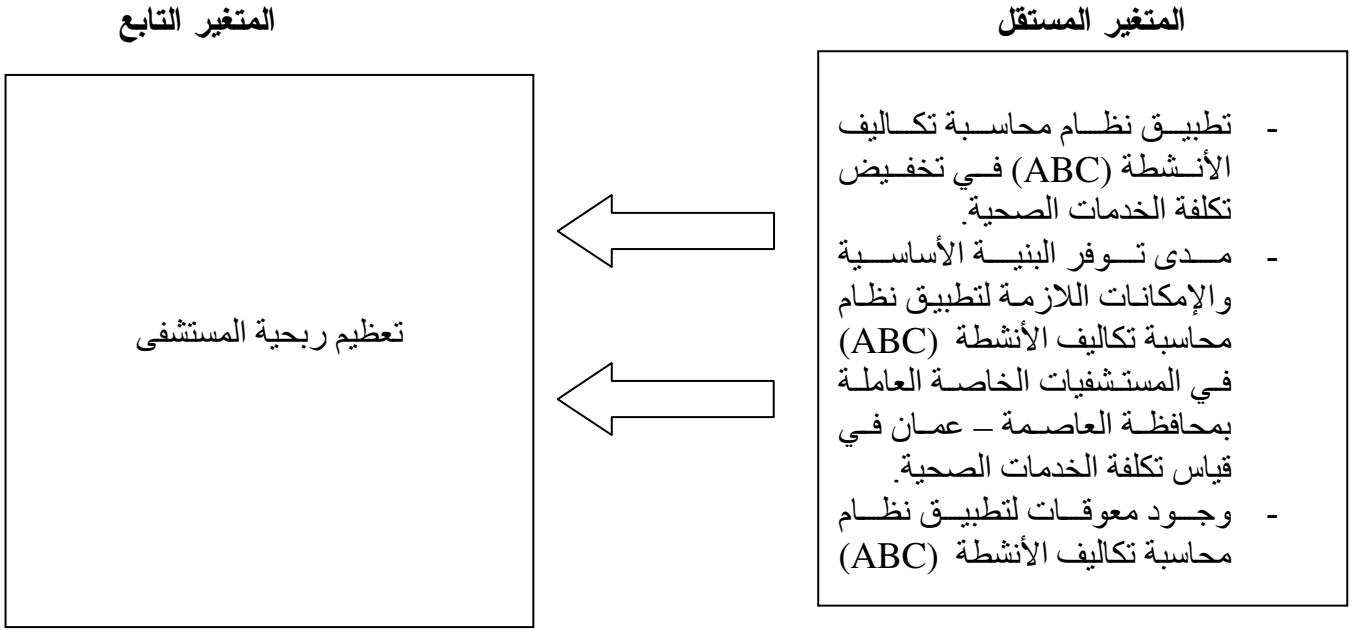 المتغير المستقل
المتغير التابع
- تطبيق نظام محاسبة تكاليف
الأنشطة (ABC) في تخفيض
تكلفة الخدمات الصحية.
- مدى توفر البنية الأساسية
والإمكانات اللازمة لتطبيق نظام
محاسبة تكاليف الأنشطة (ABC)
في المستشفيات الخاصة العاملة
بمحافظة العاصمة – عمان في
قياس تكلفة الخدمات الصحية.
- وجود معوقات لتطبيق نظام
محاسبة تكاليف الأنشطة (ABC)
تعظيم ربحية المستشفى